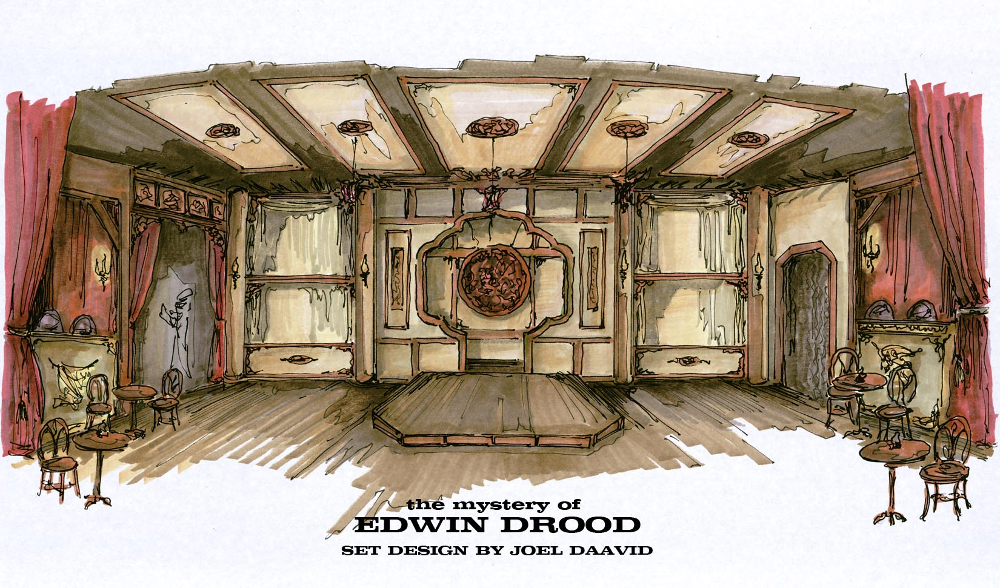 the mystery of
EDWIN DROOD
SET DESIGN BY JOEL DAAVID